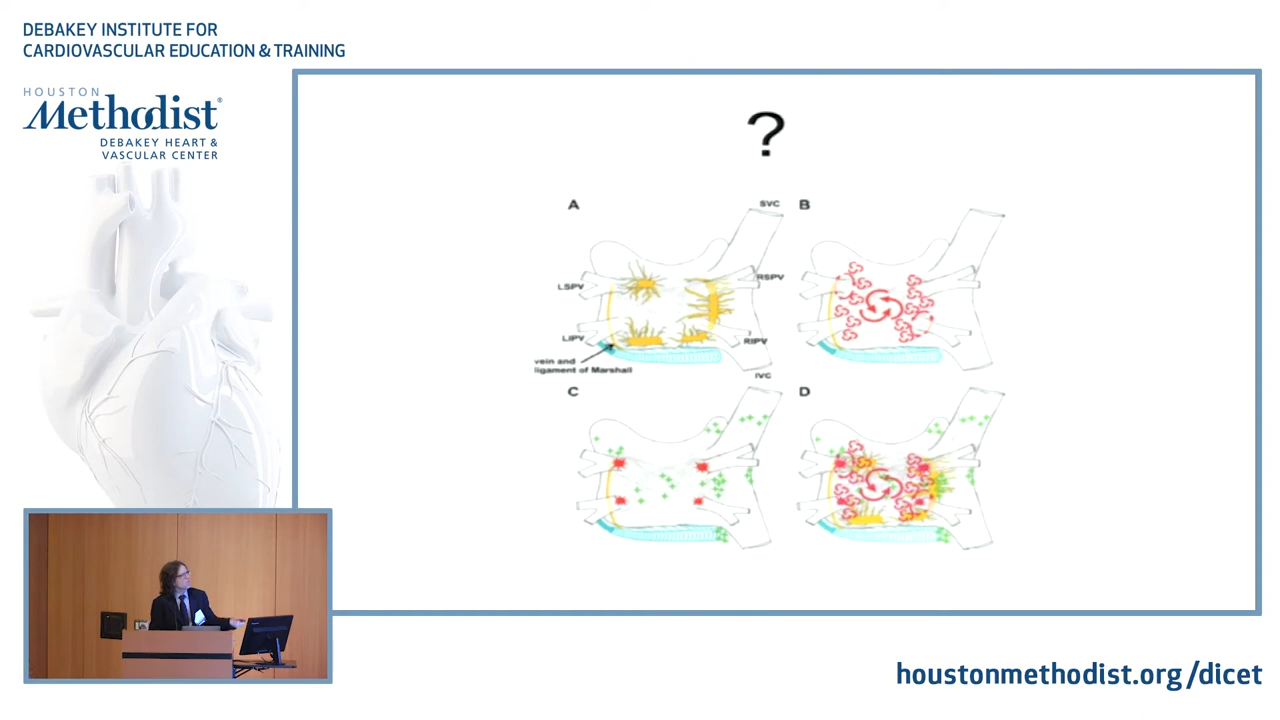 DEBAKEY INSTITUTE FOR
CARDIOVASCULAR EDUCATION & TRAINING
HOUSTON
Methodist®
DEBAKEY HEART &
VASCULAR CENTER
?
A
SVC
B
LSPV
RSPV
LIPV
RIPV
vein and
ligament of Marshall
IVC
C
D
houstonmethodist.org/dicet